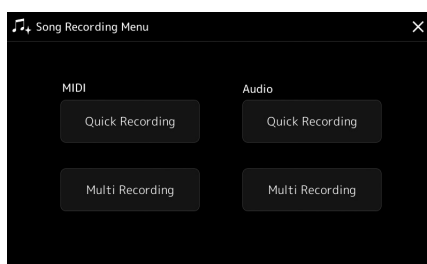 Song Recording Menu
MIDI
Audio
Quick Recording
Quick Recording
Multi Recording
Multi Recording